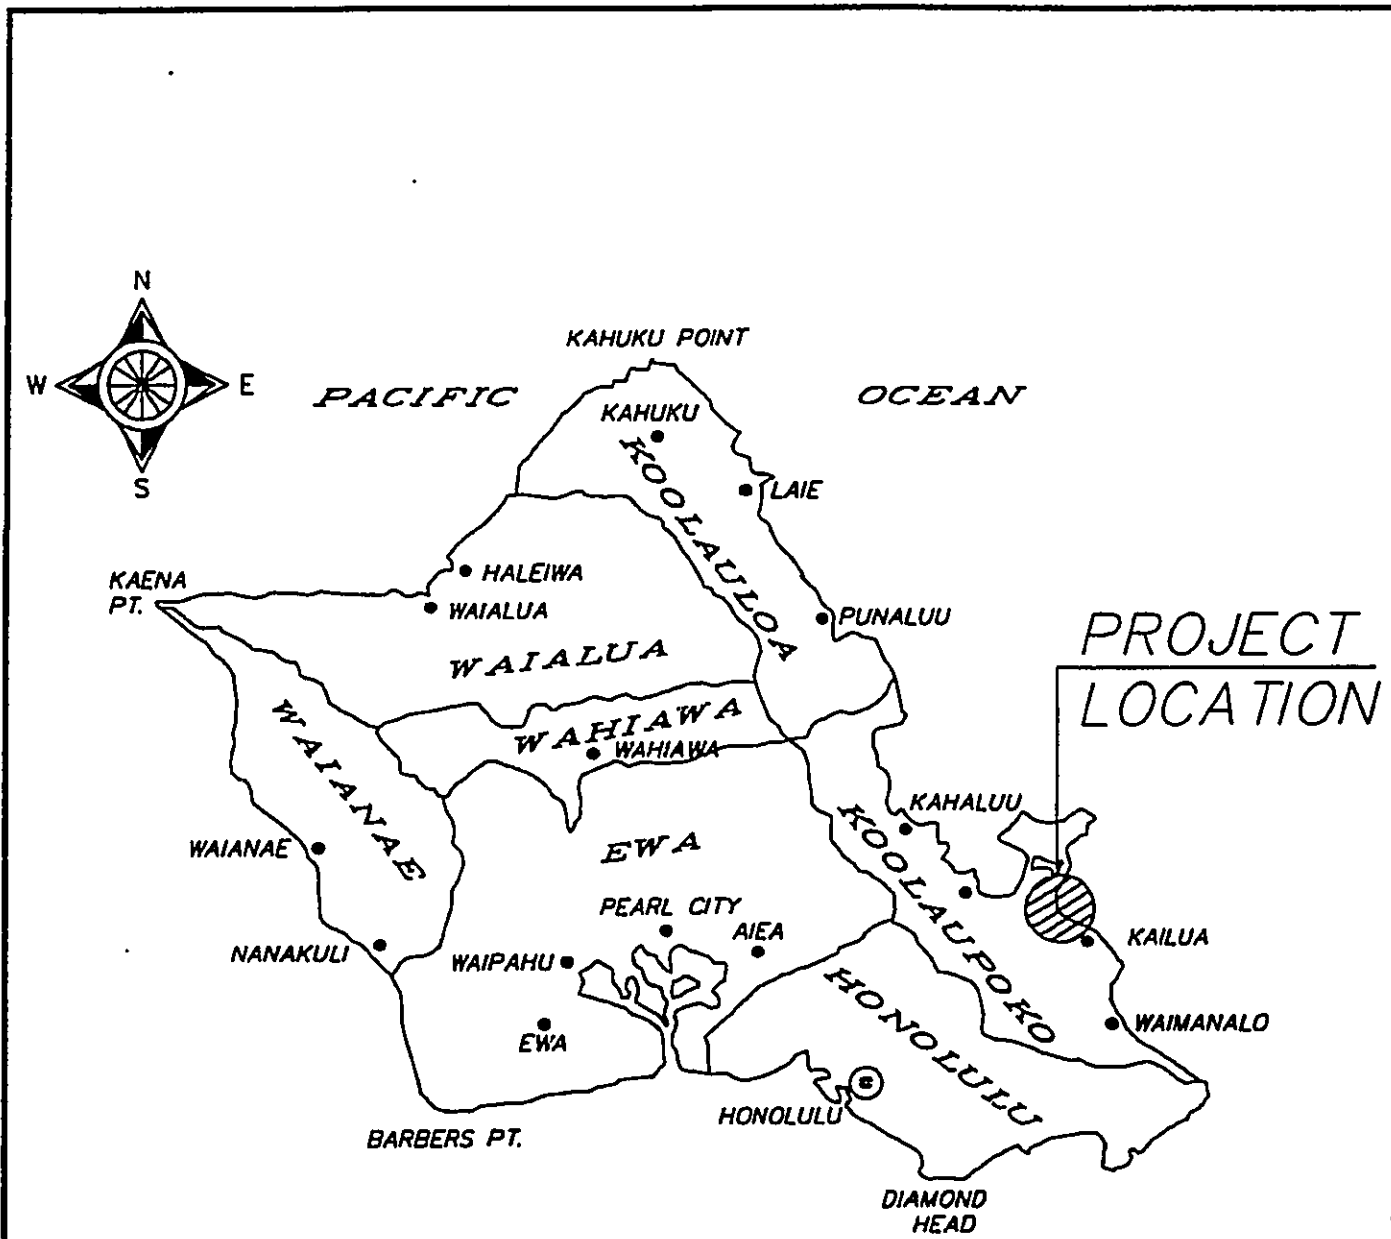 N
KAHUKU POINT
W
E
PACIFIC
OCEAN
KAHUKU
S
KOOLAULOA
LAIE
HALEIWA
KAENA
PT.
WAIALUA
PUNALUU
PROJECT
LOCATION
WAIALUA
WAHIAWA
WAHIAWA
WAIANAE
KAHALUU
KOOLAUPOKO
WAIANAE
EWA
PEARL CITY
AIEA
KAILUA
NANAKULI
WAIPAHU
HONOLULU
WAIMANALO
EWA
HONOLULU
BARBERS PT.
DIAMOND
HEAD